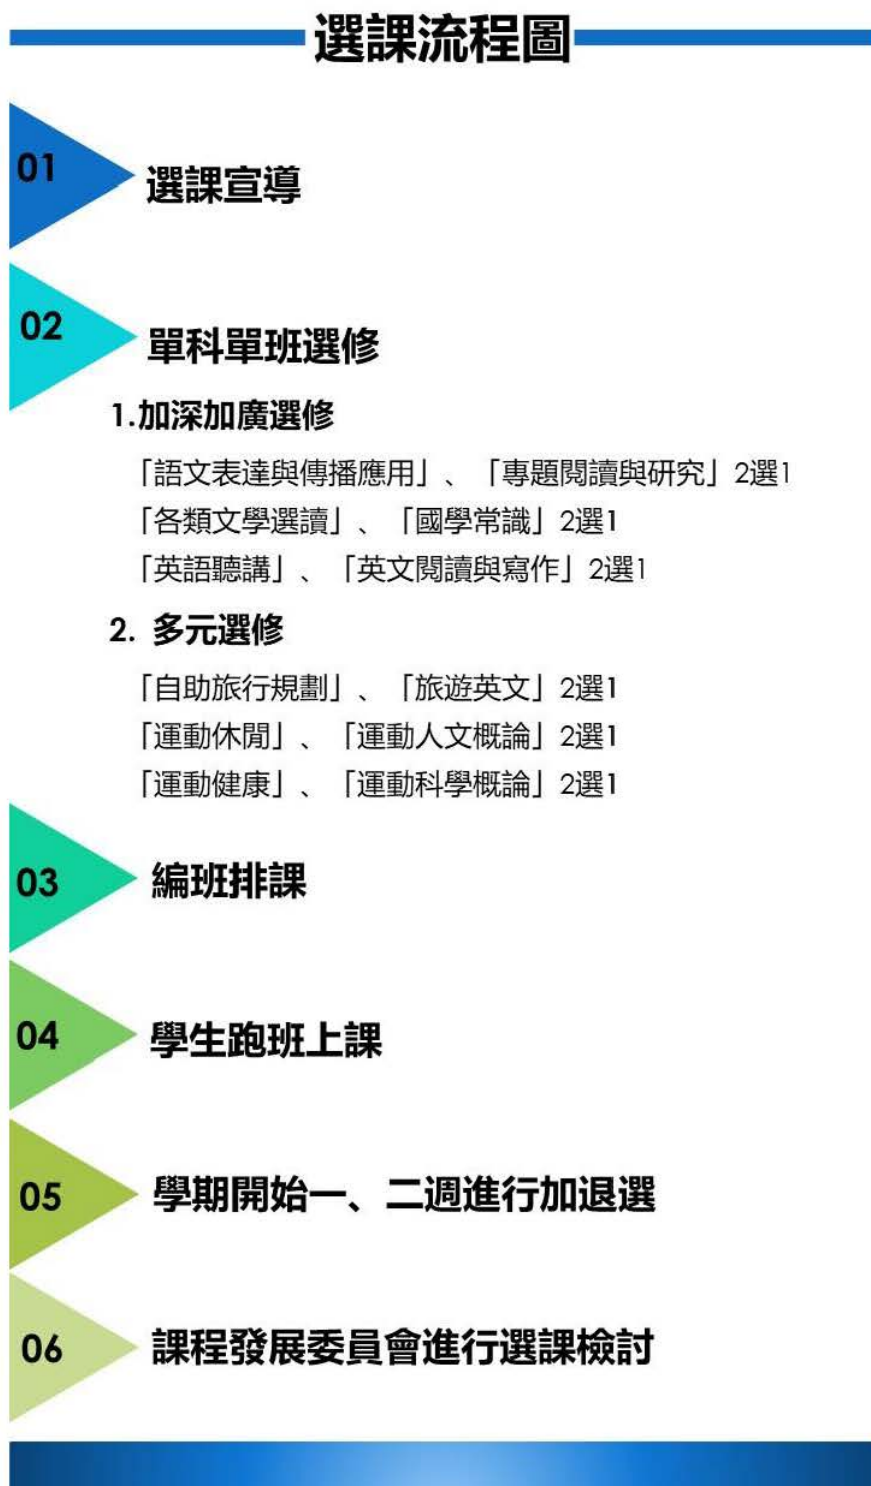 選課流程圖
01
選課宣導
02
單科單班選修
1.加深加廣選修
「語文表達與傳播應用」、「專題閱讀與研究」2選1
「各類文學選讀」、「國學常識」2選1
「英語聽講」、「英文閱讀與寫作」2選1
2. 多元選修
「自助旅行規劃」、「旅遊英文」2選1
「運動休閒」、「運動人文概論」2選1
「運動健康」、「運動科學概論」2選1
03
編班排課
04
學生跑班上課
05
學期開始一、二週進行加退選
06
課程發展委員會進行選課檢討